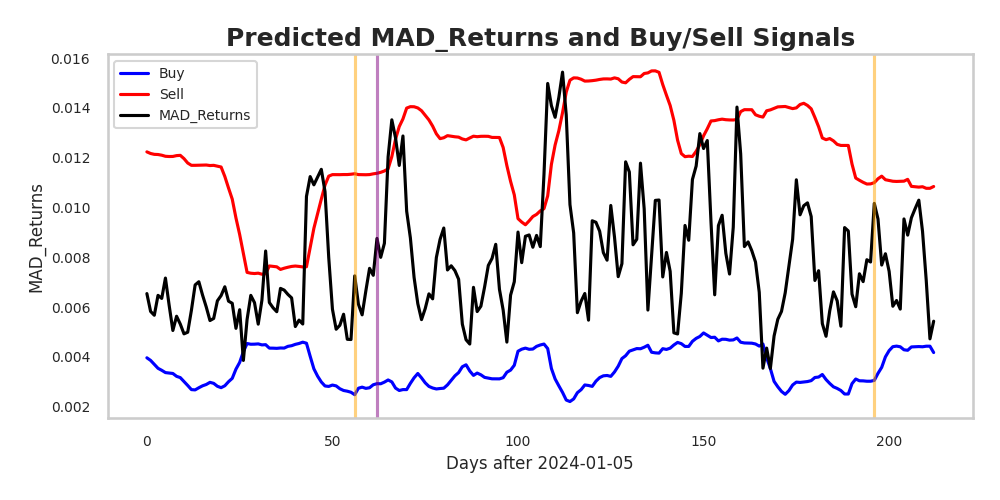 Predicted MAD_Returns and Buy/Sell Signals
Buy
Sell
MAD_Returns
0.016
0.014
0.012
0.010
0.008
0.006
0.004
0.002
MAD_Returns
0
50
100
150
200
Days after 2024-01-05